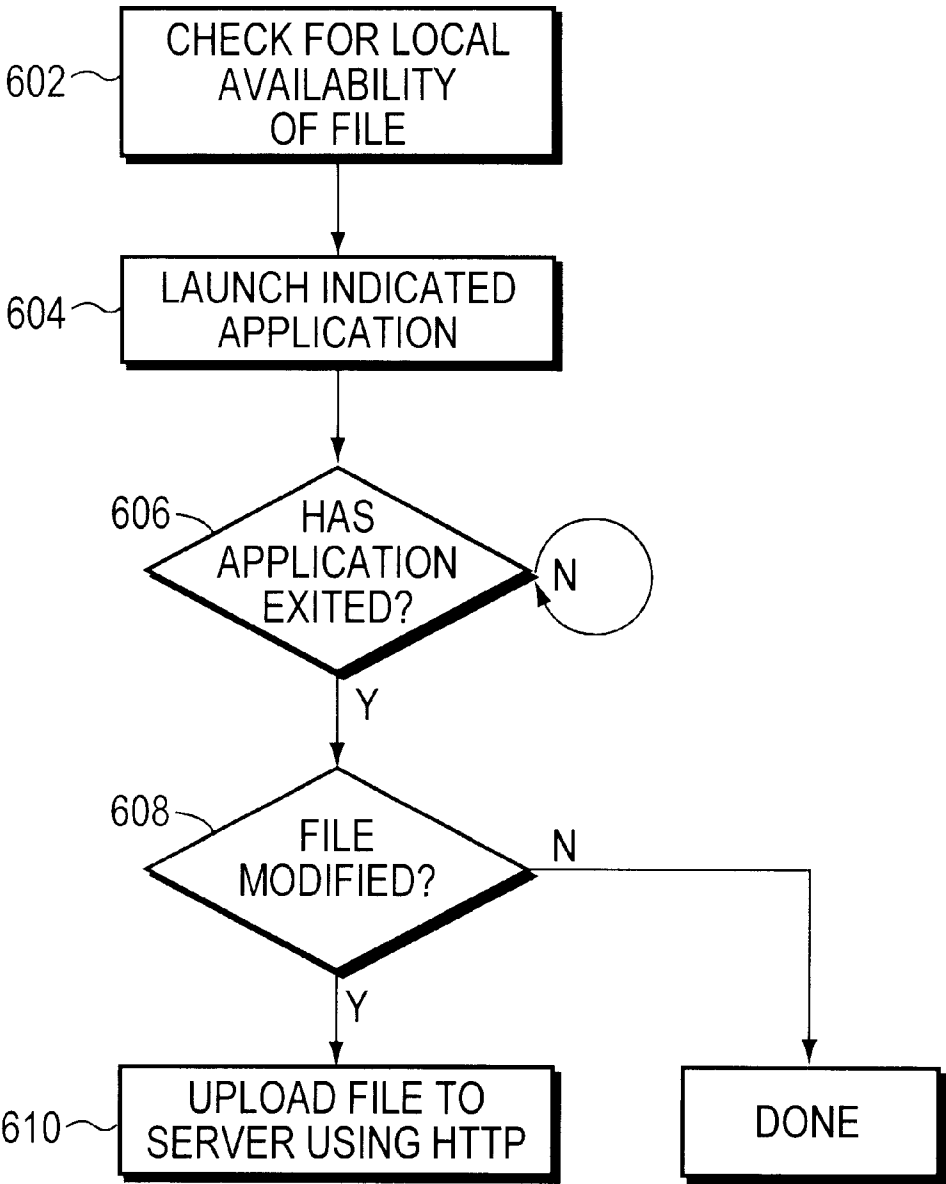 602
CHECK FOR LOCAL
AVAILABILITY
OF FILE
604
LAUNCH INDICATED
APPLICATION
606
HAS
APPLICATION
EXITED?
N
Y
608
FILE
MODIFIED?
N
Y
610
UPLOAD FILE TO
SERVER USING HTTP
DONE